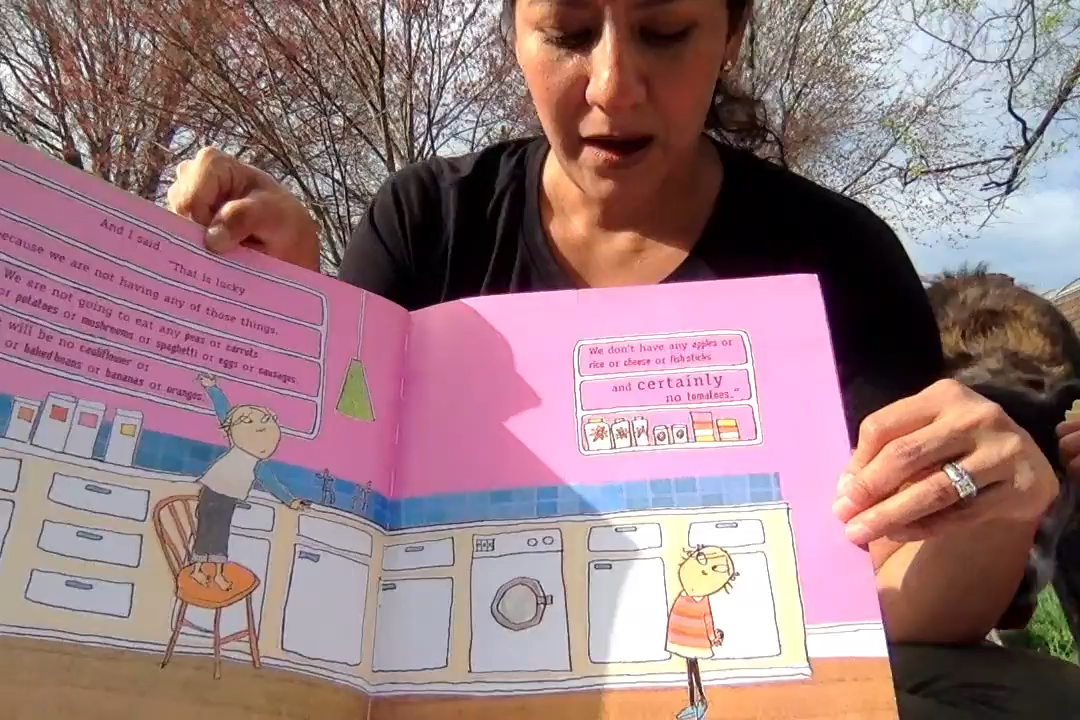 And I said, "That is lucky
because we are not having any of those things.
We are not going to eat any peas or carrots
or potatoes or mushrooms or spaghetti or eggs or sausages.
will be no cauliflower or
or baked beans or bananas or oranges.
We don't have any apples or
rice or cheese or fish sticks
and certainly
no tomatoes."